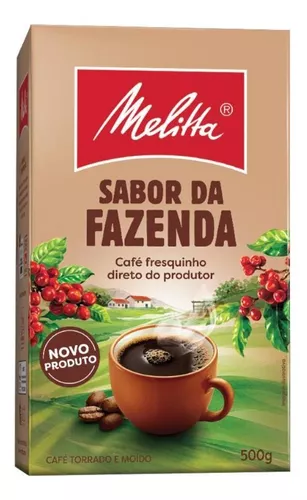 Melitta®
SABOR DA
FAZENDA
Café fresquinho
direto do produtor
NOVO
PRODUTO
CAFÉ TORRADO E MOÍDO
500g